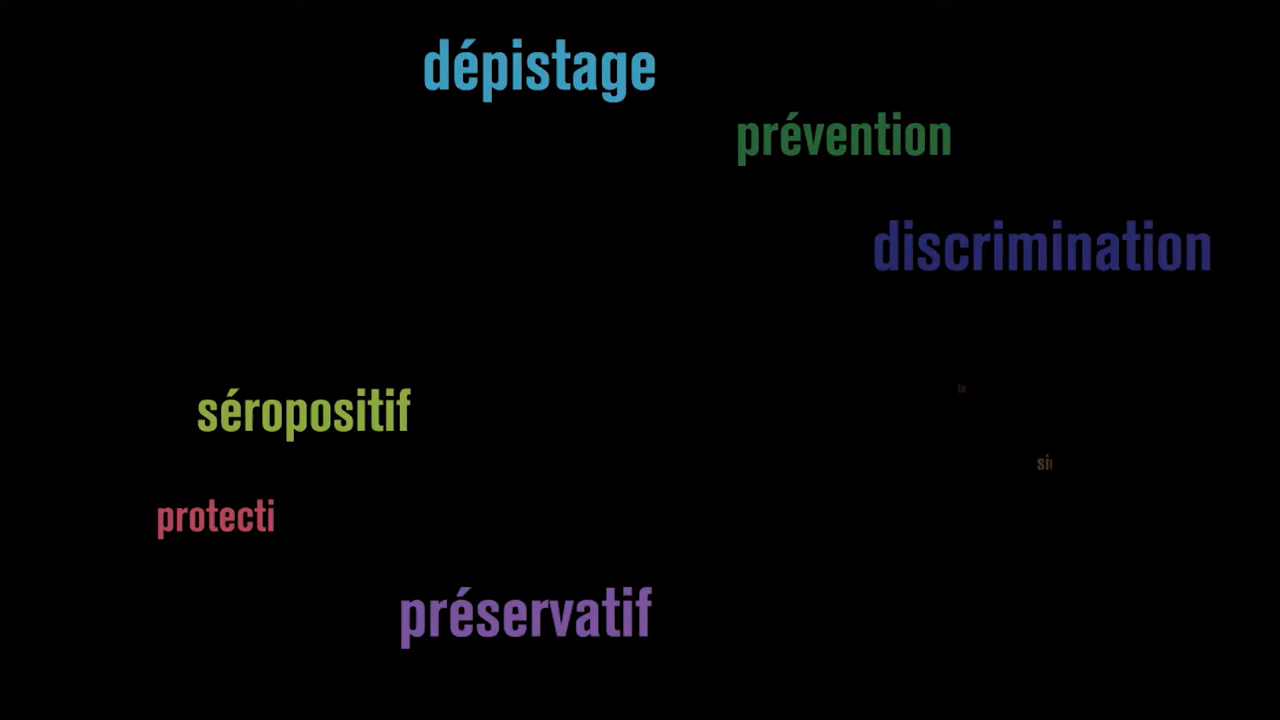 dépistage
prévention
discrimination
séropositif
protecti
préservatif